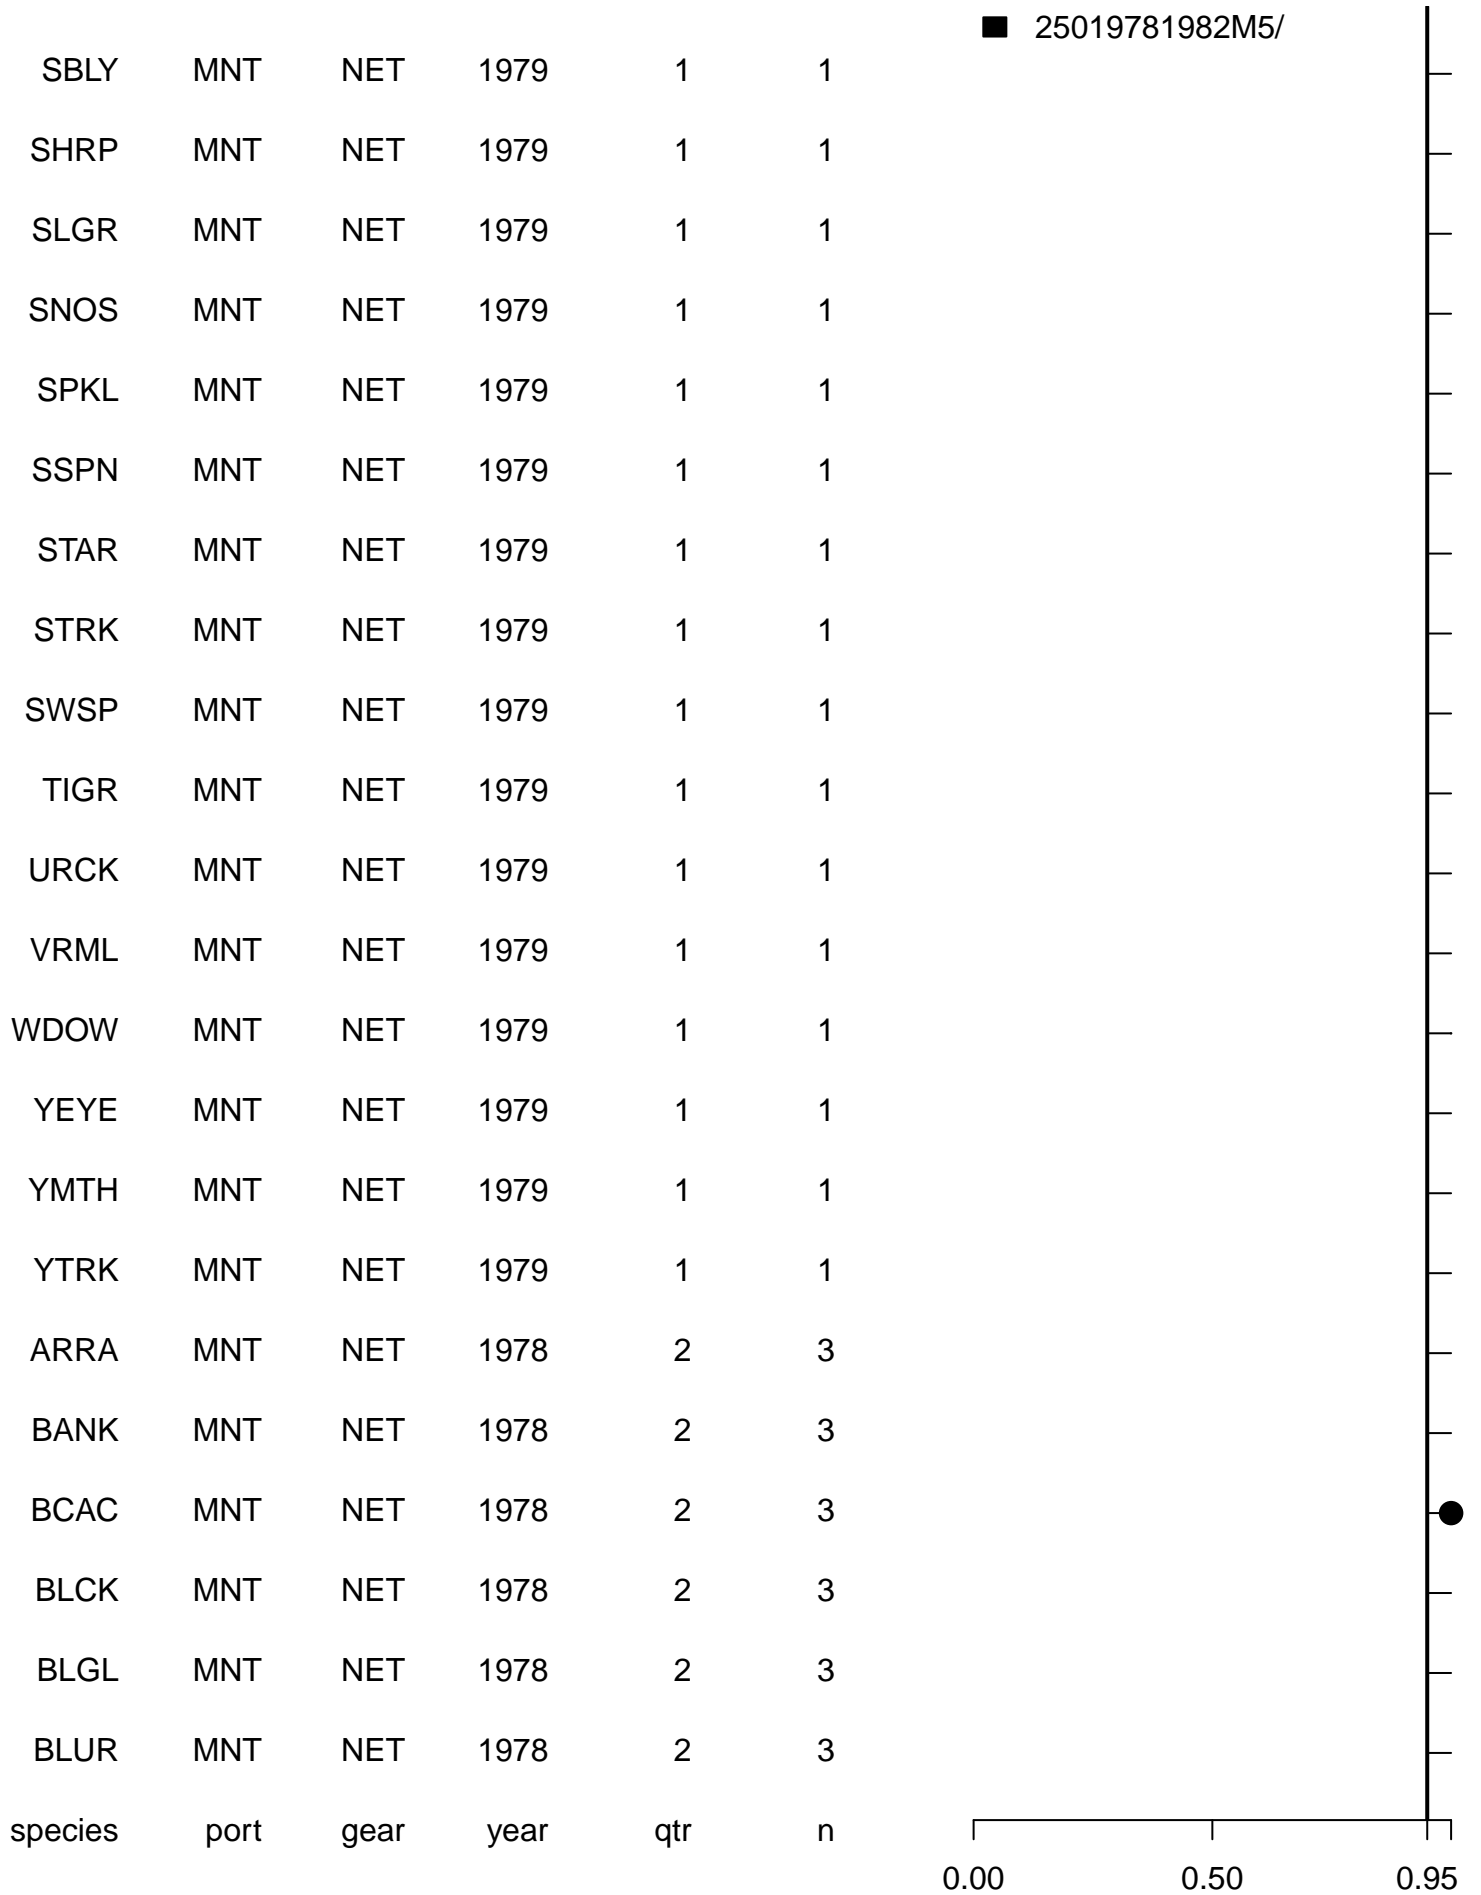 25019781982M5/
SBLY MNT NET 1979 1 1
SHRP MNT NET 1979 1 1
SLGR MNT NET 1979 1 1
SNOS MNT NET 1979 1 1
SPKL MNT NET 1979 1 1
SSPN MNT NET 1979 1 1
STAR MNT NET 1979 1 1
STRK MNT NET 1979 1 1
SWSP MNT NET 1979 1 1
TIGR MNT NET 1979 1 1
URCK MNT NET 1979 1 1
VRML MNT NET 1979 1 1
WDOW MNT NET 1979 1 1
YEYE MNT NET 1979 1 1
YMTH MNT NET 1979 1 1
YTRK MNT NET 1979 1 1
ARRA MNT NET 1978 2 3
BANK MNT NET 1978 2 3
BCAC MNT NET 1978 2 3
BLCK MNT NET 1978 2 3
BLGL MNT NET 1978 2 3
BLUR MNT NET 1978 2 3
species port gear year qtr n
0.00 0.50 0.95